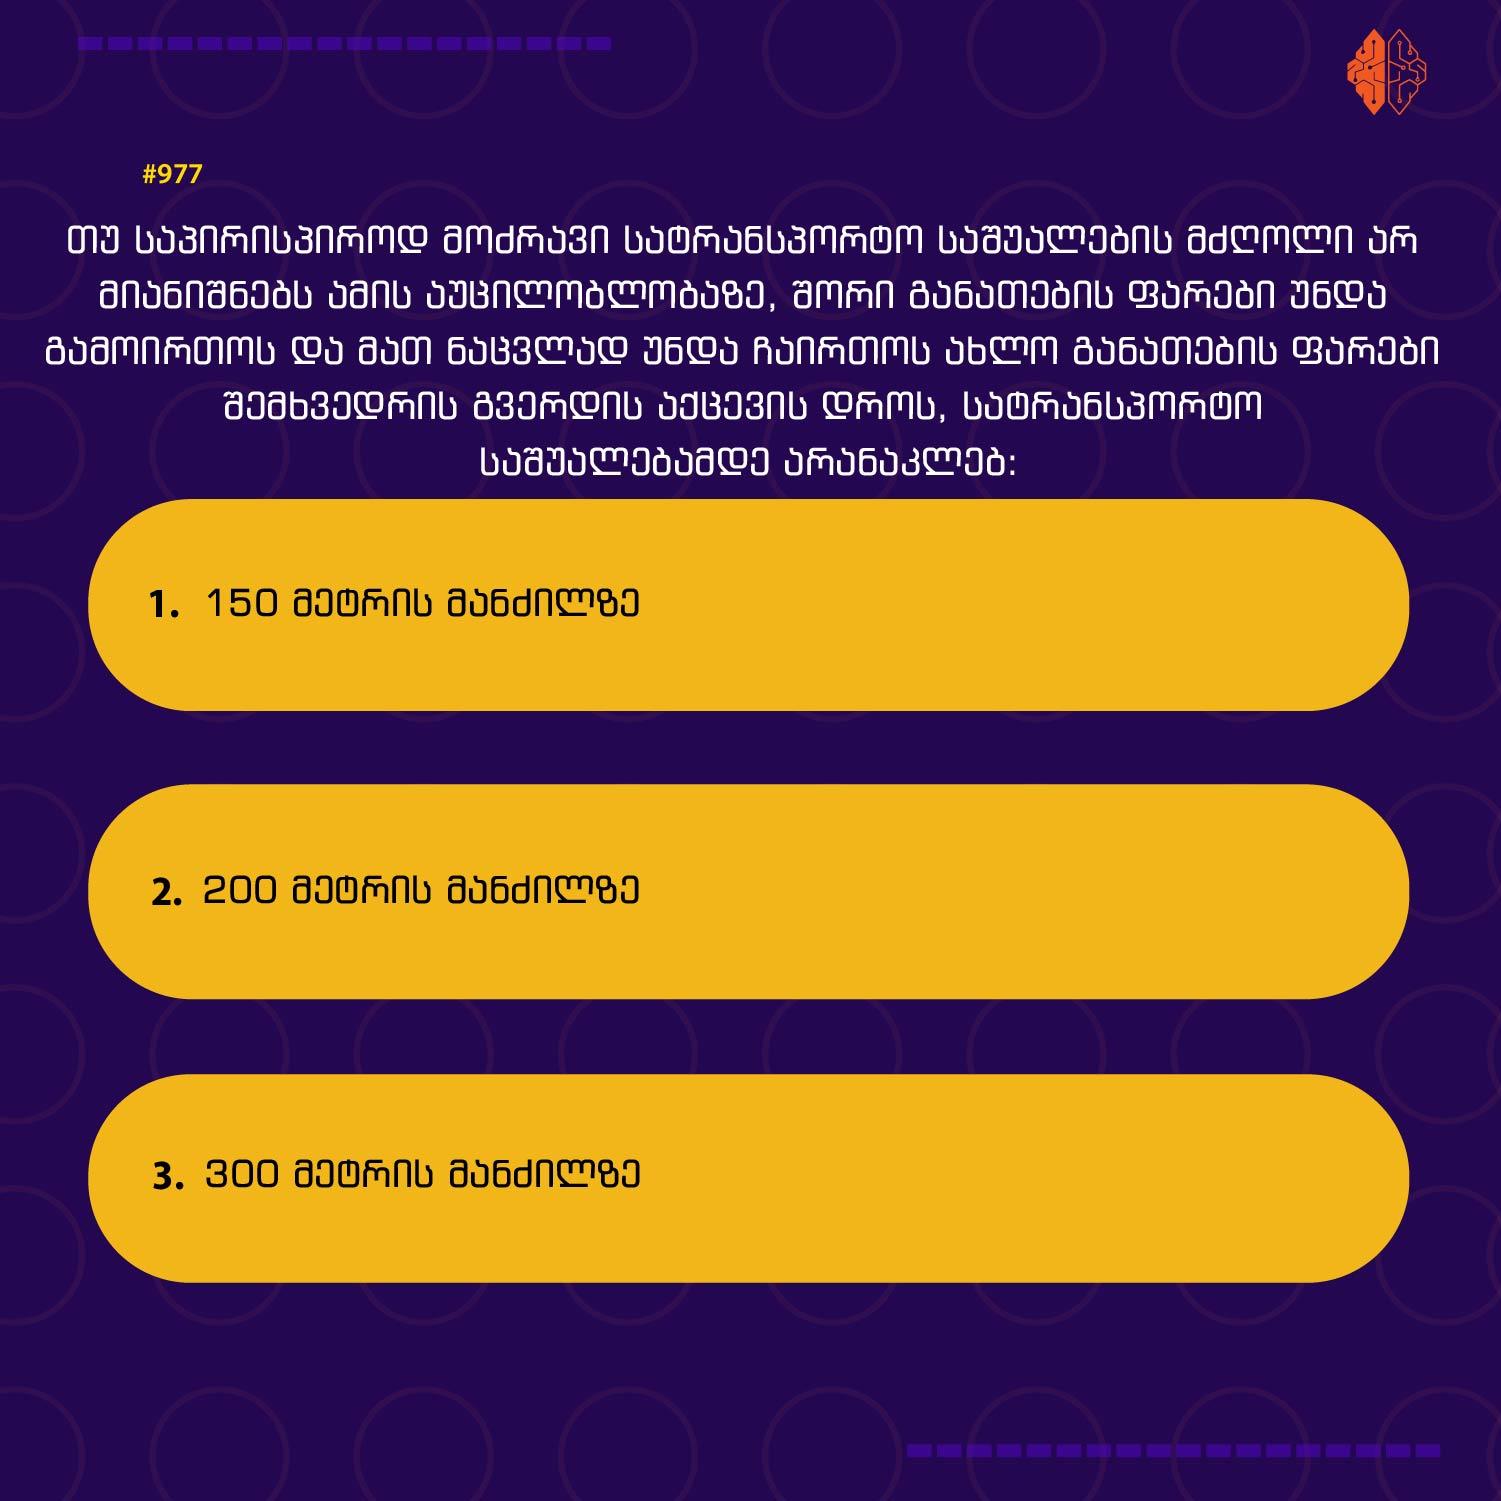 #977
თუ საპირისპიროდ მოძრავი სატრანსპორტო საშუალების მძღოლი არ
მიანიშნებს ამის აუცილობლობაზე, შორი განათების ფარები უნდა
გამოირთოს და მათ ნაცვლად უნდა ჩაირთოს ახლო განათების ფარები
შემხვედრის გვერდის აქცევის დროს, სატრანსპორტო
საშუალებამდე არანაკლებ:
1. 150 მეტრის მანძილზე
2. 200 მეტრის მანძილზე
3. 300 მეტრის მანძილზე